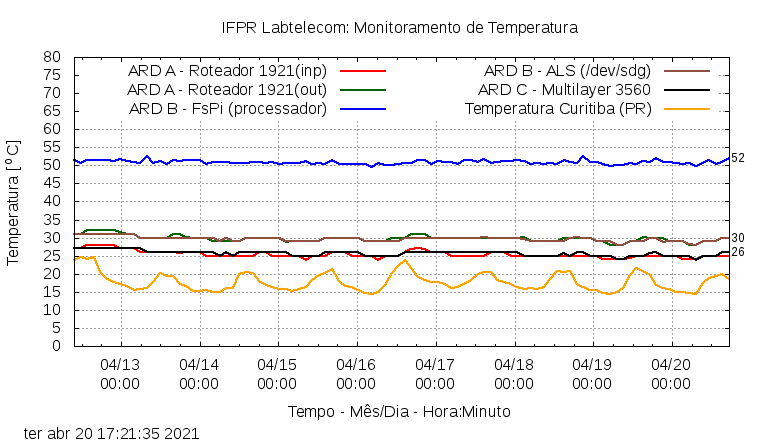 IFPR Labtelecom: Monitoramento de Temperatura
Temperatura [ º C]
80
75
70
65
60
55
50
45
40
35
30
25
20
15
10
5
0
ARD A - Roteador 1921(inp)
ARD A - Roteador 1921(out)
ARD B - FsPi (processador)
ARD B - ALS (/dev/sdg)
ARD C - Multilayer 3560
Temperatura Curitiba (PR)
52
30
26
04/13 04/14 04/15 04/16 04/17 04/18 04/19 04/20
00:00 00:00 00:00 00:00 00:00 00:00 00:00 00:00
Tempo - Mês/Dia - Hora:Minuto
ter abr 20 17:21:35 2021